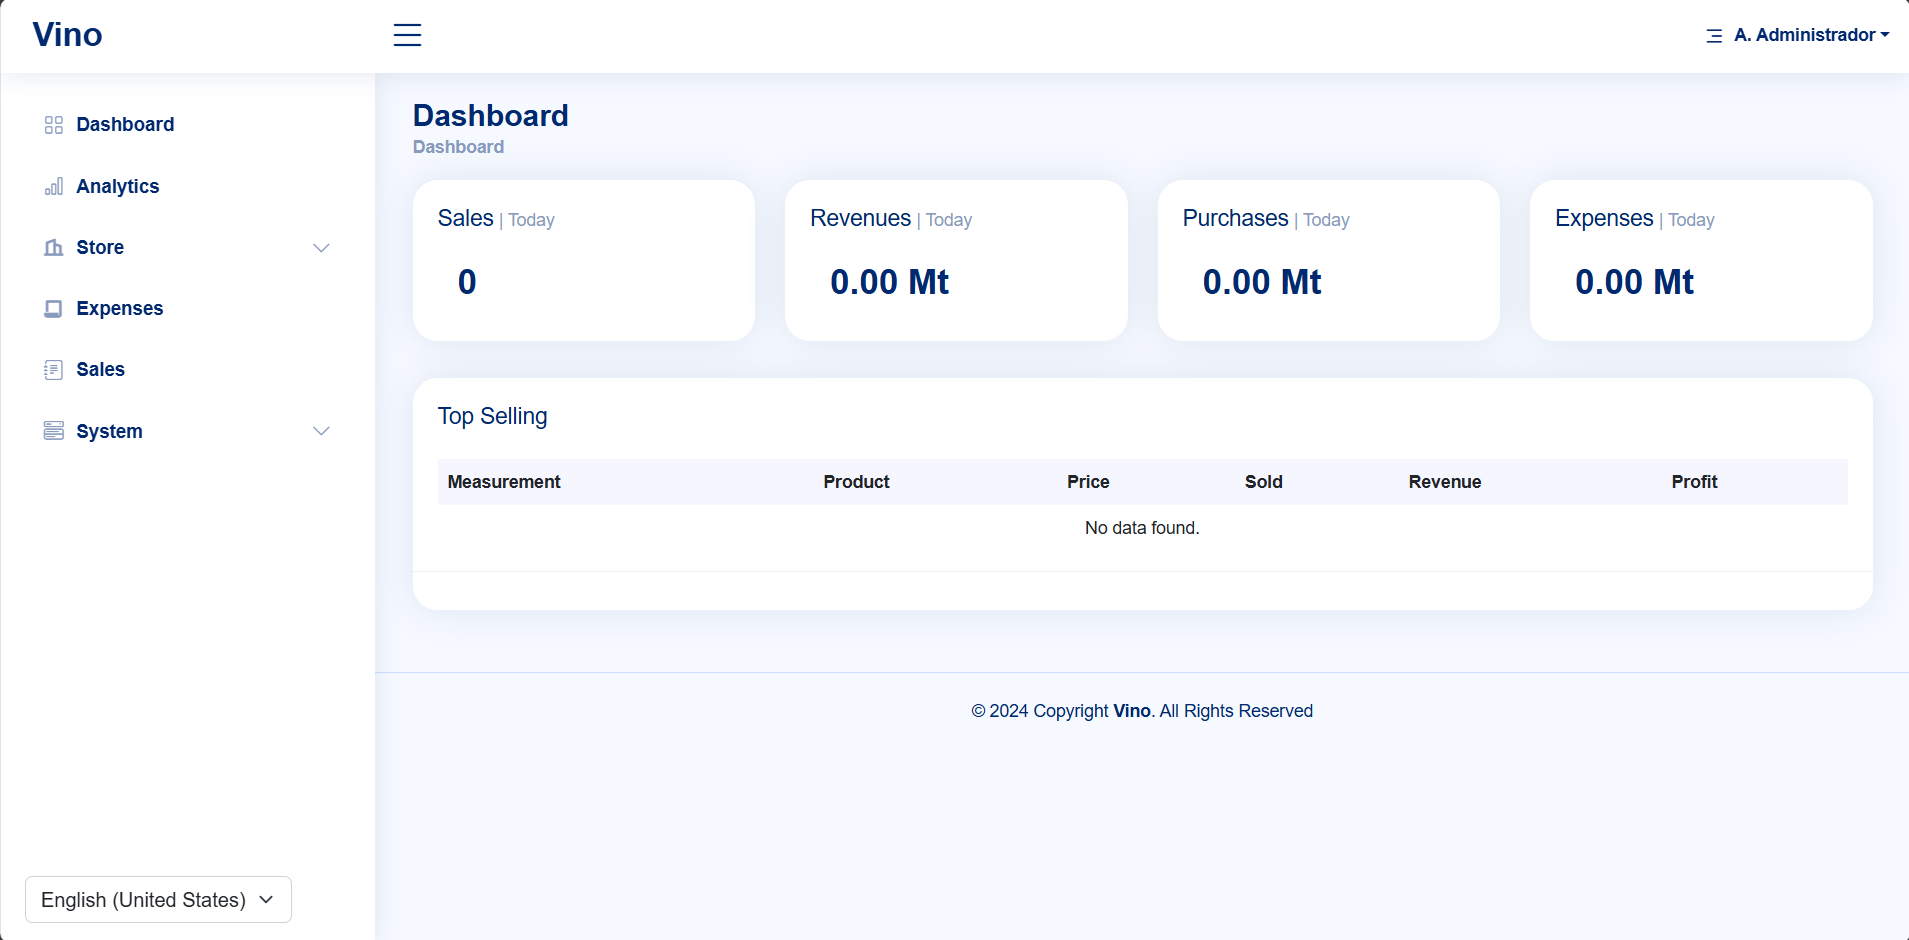 Vino
A. Administrador
Dashboard
Analytics
Store
Expenses
Sales
System
English (United States)
Dashboard
Dashboard
Sales | Today
0
Revenues | Today
0.00 Mt
Purchases | Today
0.00 Mt
Expenses | Today
0.00 Mt
Top Selling
Measurement Product Price Sold Revenue Profit
No data found.
© 2024 Copyright Vino. All Rights Reserved